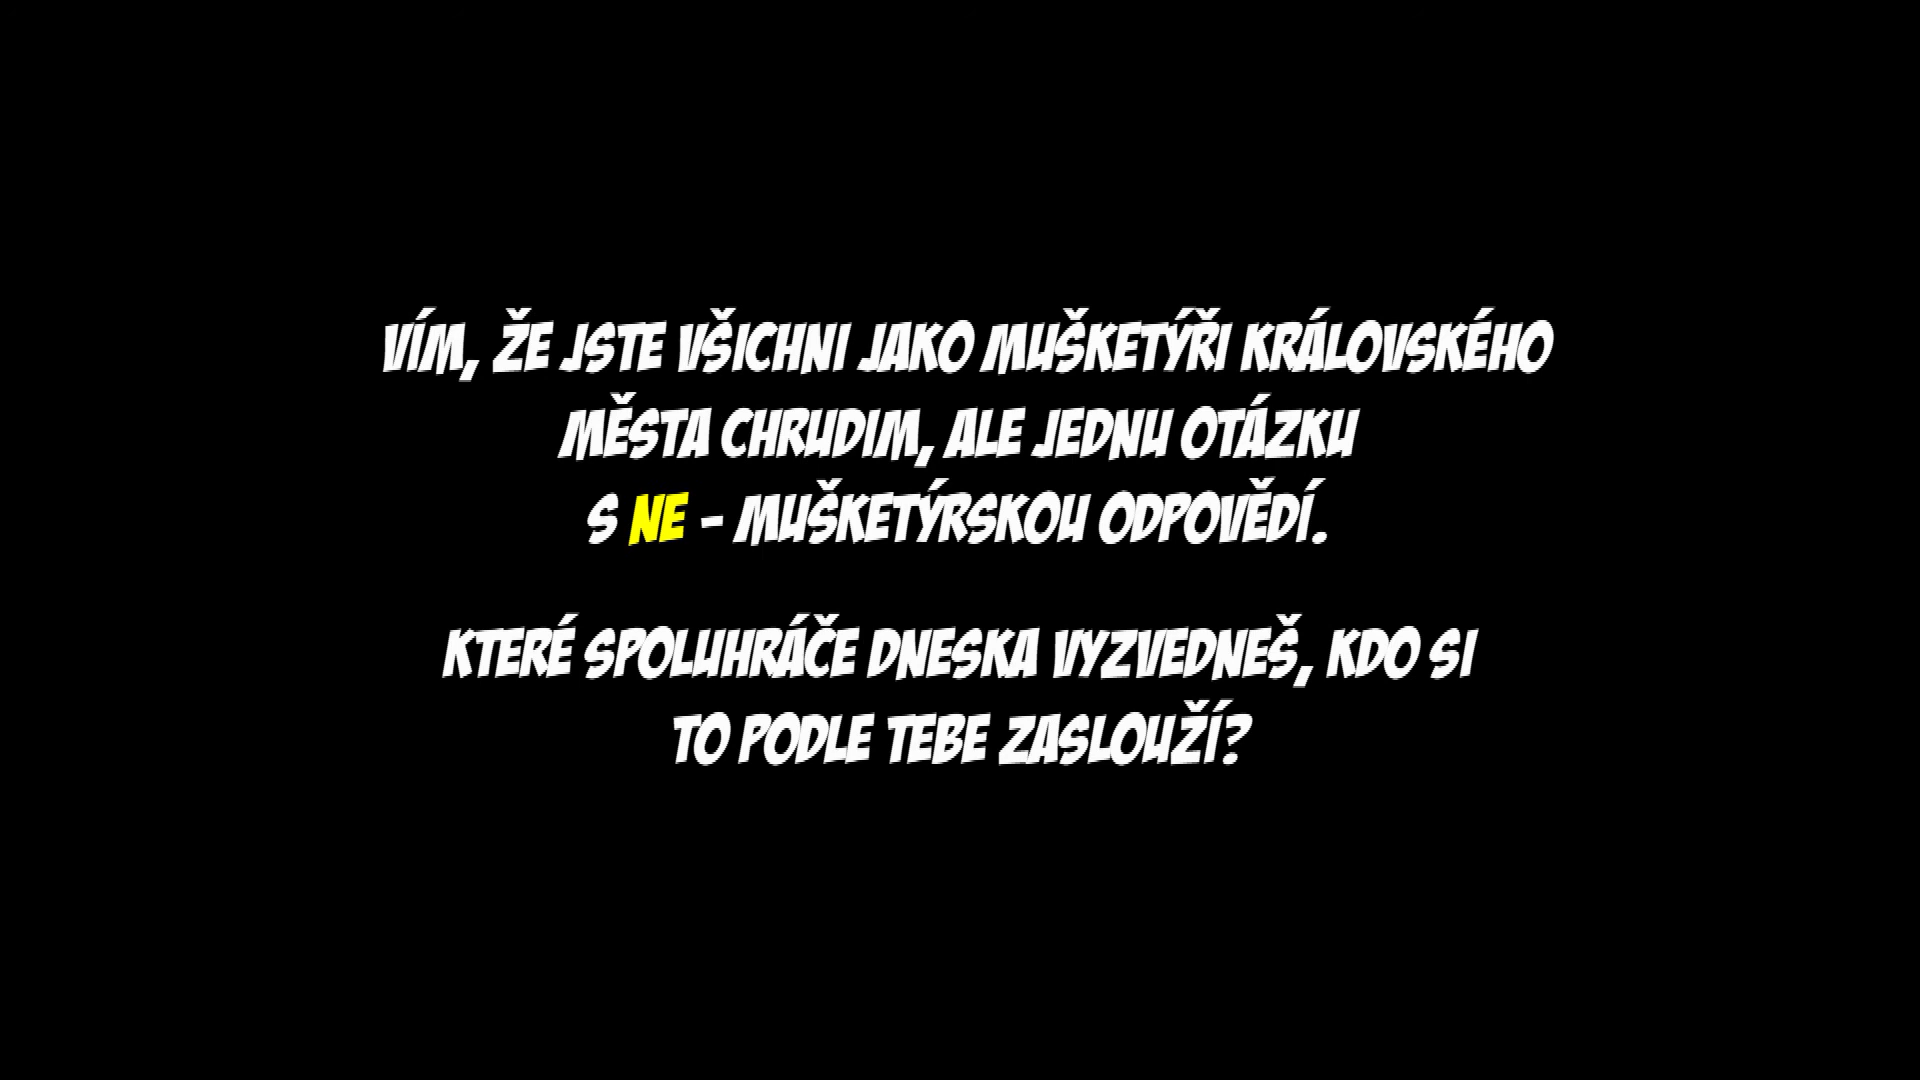 VÍM, ŽE JSTE VŠICHNI JAKO MUŠKETÝŘI KRÁLOVSKÉHO
MĚSTA CHRUDIM, ALE JEDNU OTÁZKU
S NE - MUŠKETÝRSKOU ODPOVĚDÍ.
KTERÉ SPOLUHRÁČE DNESKA VYZVEDNEŠ, KDO SI
TO PODLE TEBE ZASLOUŽÍ?